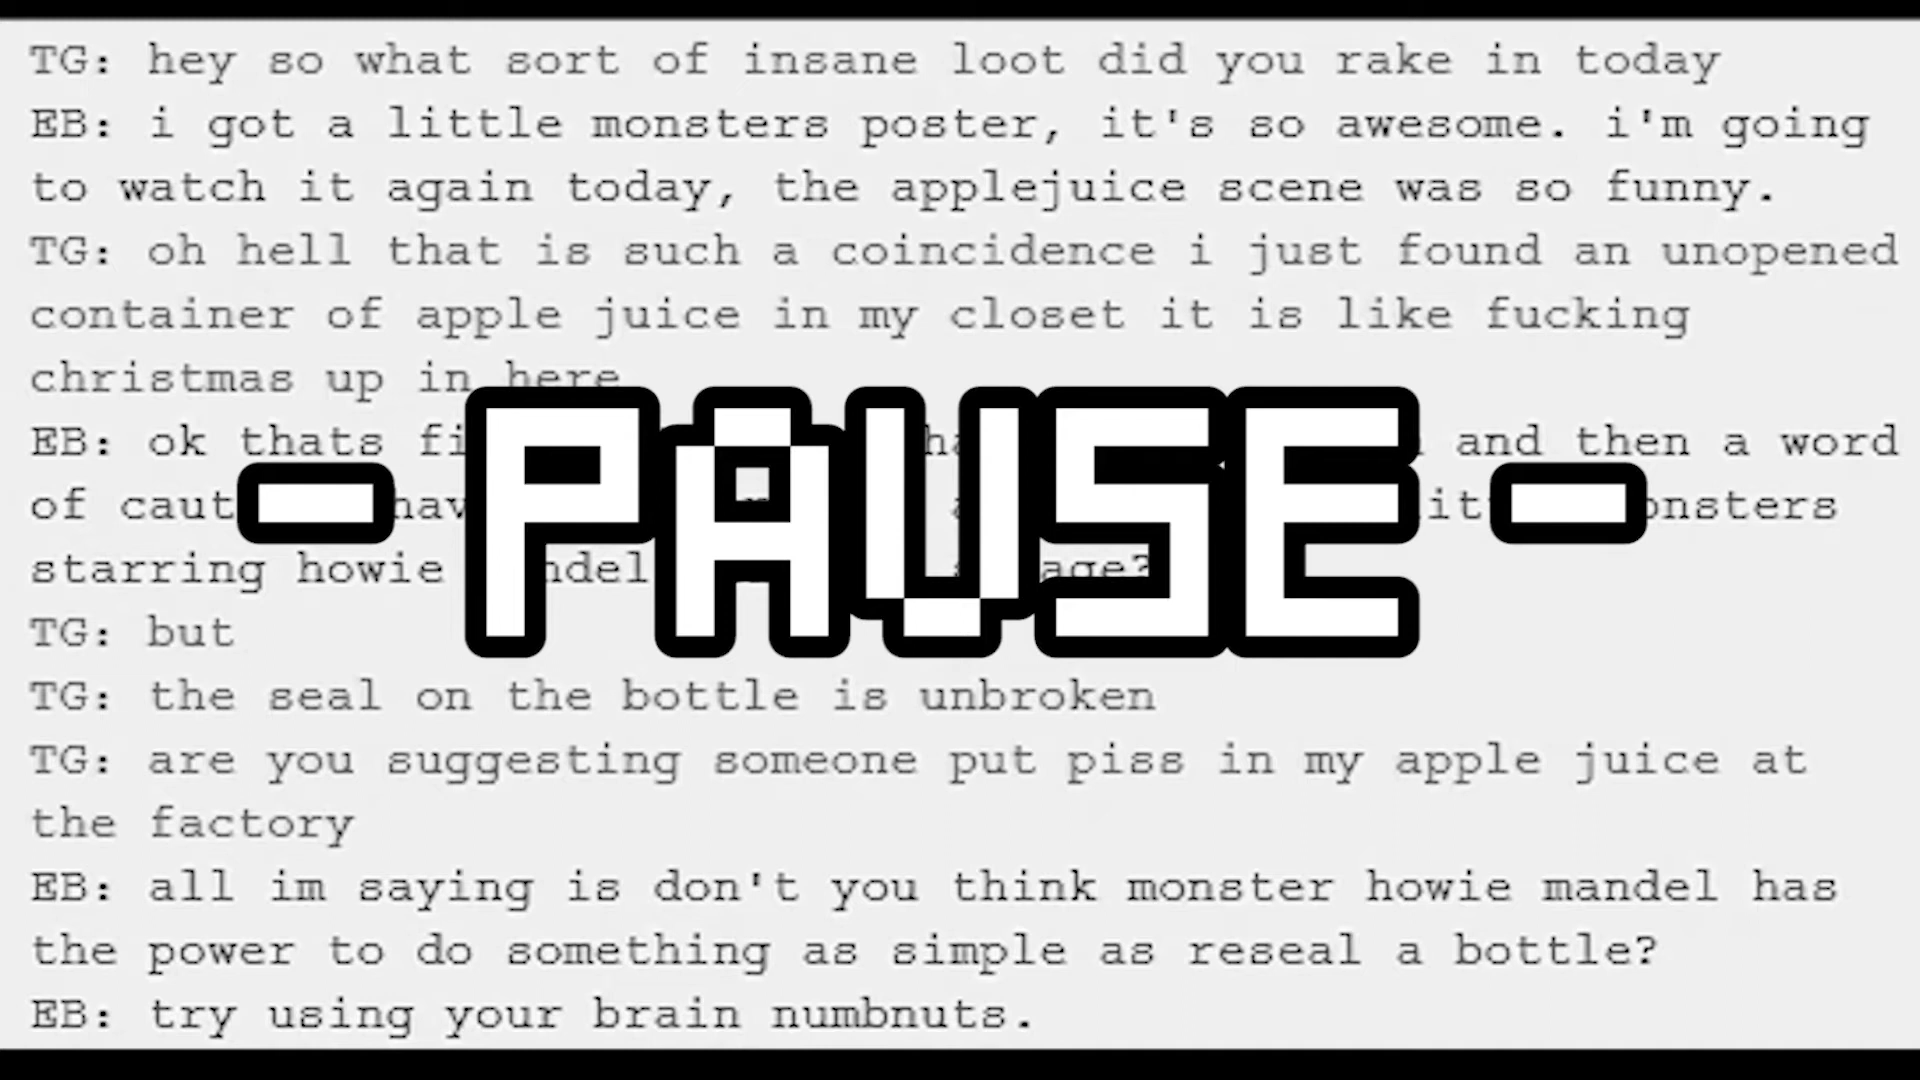 TG: hey so what sort of insane loot did you rake in today
EB: i got a little monsters poster, it's so awesome. i'm going
to watch it again today, the applejuice scene was so funny.
TG: oh hell that is such a coincidence i just found an unopened
container of apple juice in my closet it is like fucking
christmas up in here
EB: ok thats and then a word
of
starring howie
- PAUSE -
TG: but
TG: the seal on the bottle is unbroken
TG: are you suggesting someone put piss in my apple juice at
the factory
EB: all im saying is don't you think monster howie mandel has
the power to do something as simple as reseal a bottle?
EB: try using your brain numbnuts.